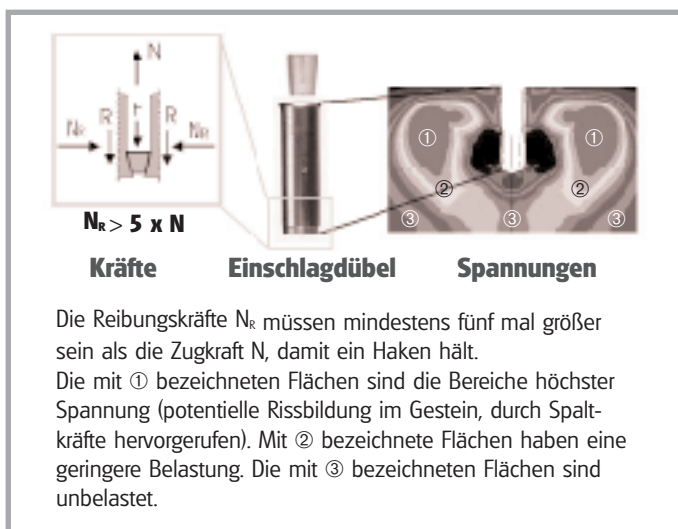 N
R
F
R
N_R
N_R
① ①
② ②
③ ③ ③
N_R > 5 x N
Kräfte Einschlagdübel Spannungen
Die Reibungskräfte N_R müssen mindestens fünf mal größer
sein als die Zugkraft N, damit ein Haken hält.
Die mit ① bezeichneten Flächen sind die Bereiche höchster
Spannung (potentielle Rissbildung im Gestein, durch Spalt-
kräfte hervorgerufen). Mit ② bezeichnete Flächen haben eine
geringere Belastung. Die mit ③ bezeichneten Flächen sind
unbelastet.